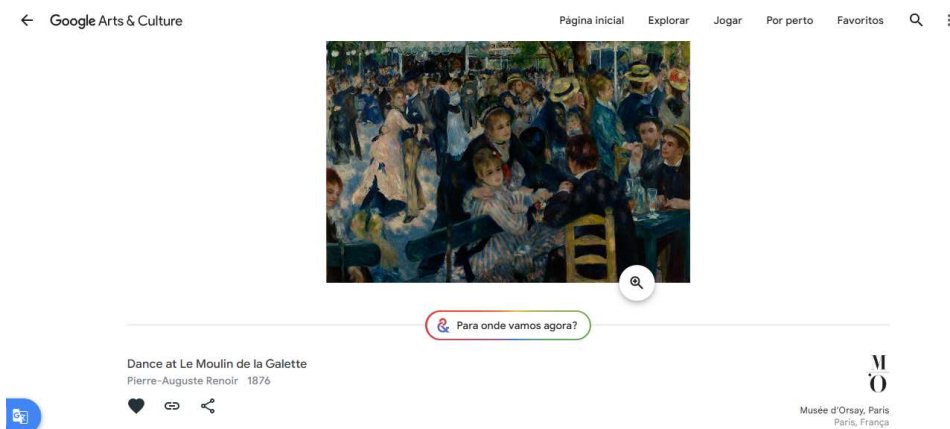 Google Arts & Culture Página inicial Explorar Jogar Por perto Favoritos
Para onde vamos agora?
Dance at Le Moulin de la Galette
Pierre-Auguste Renoir 1876
M
'O
Musée d'Orsay, Paris
Paris, França